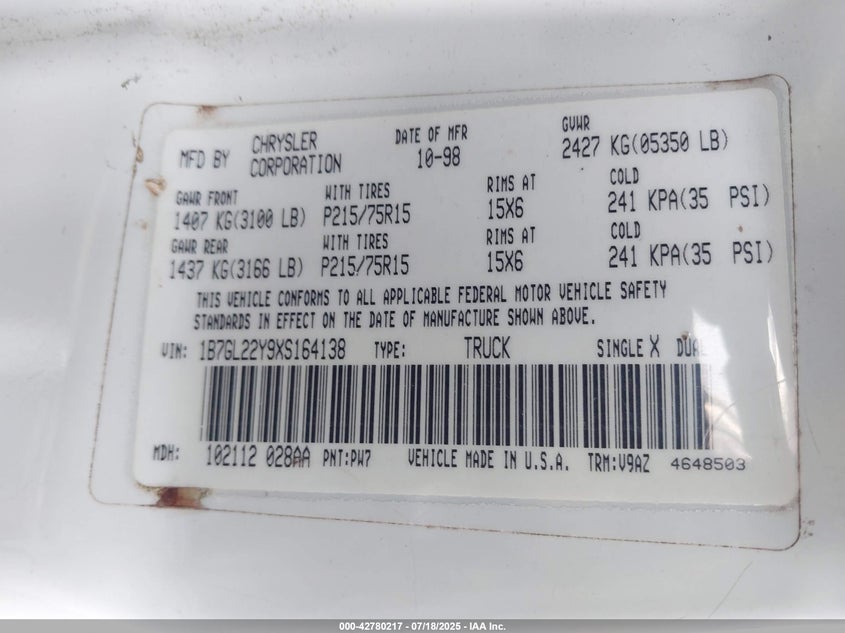 MFD BY CHRYSLER CORPORATION DATE OF MFR 10-98 GVWR 2427 KG(05350 LB)
GAWR FRONT WITH TIRES RIMS AT COLD
1407 KG(3100 LB) P215/75R15 15X6 241 KPA(35 PSI)
GAWR REAR WITH TIRES RIMS AT COLD
1437 KG(3166 LB) P215/75R15 15X6 241 KPA(35 PSI)
THIS VEHICLE CONFORMS TO ALL APPLICABLE FEDERAL MOTOR VEHICLE SAFETY
STANDARDS IN EFFECT ON THE DATE OF MANUFACTURE SHOWN ABOVE.
VIN: 1B7GL22Y9XS164138 TYPE: TRUCK SINGLE X DUAL
MDH: 102112 028AA PNT:PW7 VEHICLE MADE IN U.S.A. TRM:V9AZ 4648503
000-42780217 - 07/18/2025 - IAA Inc.